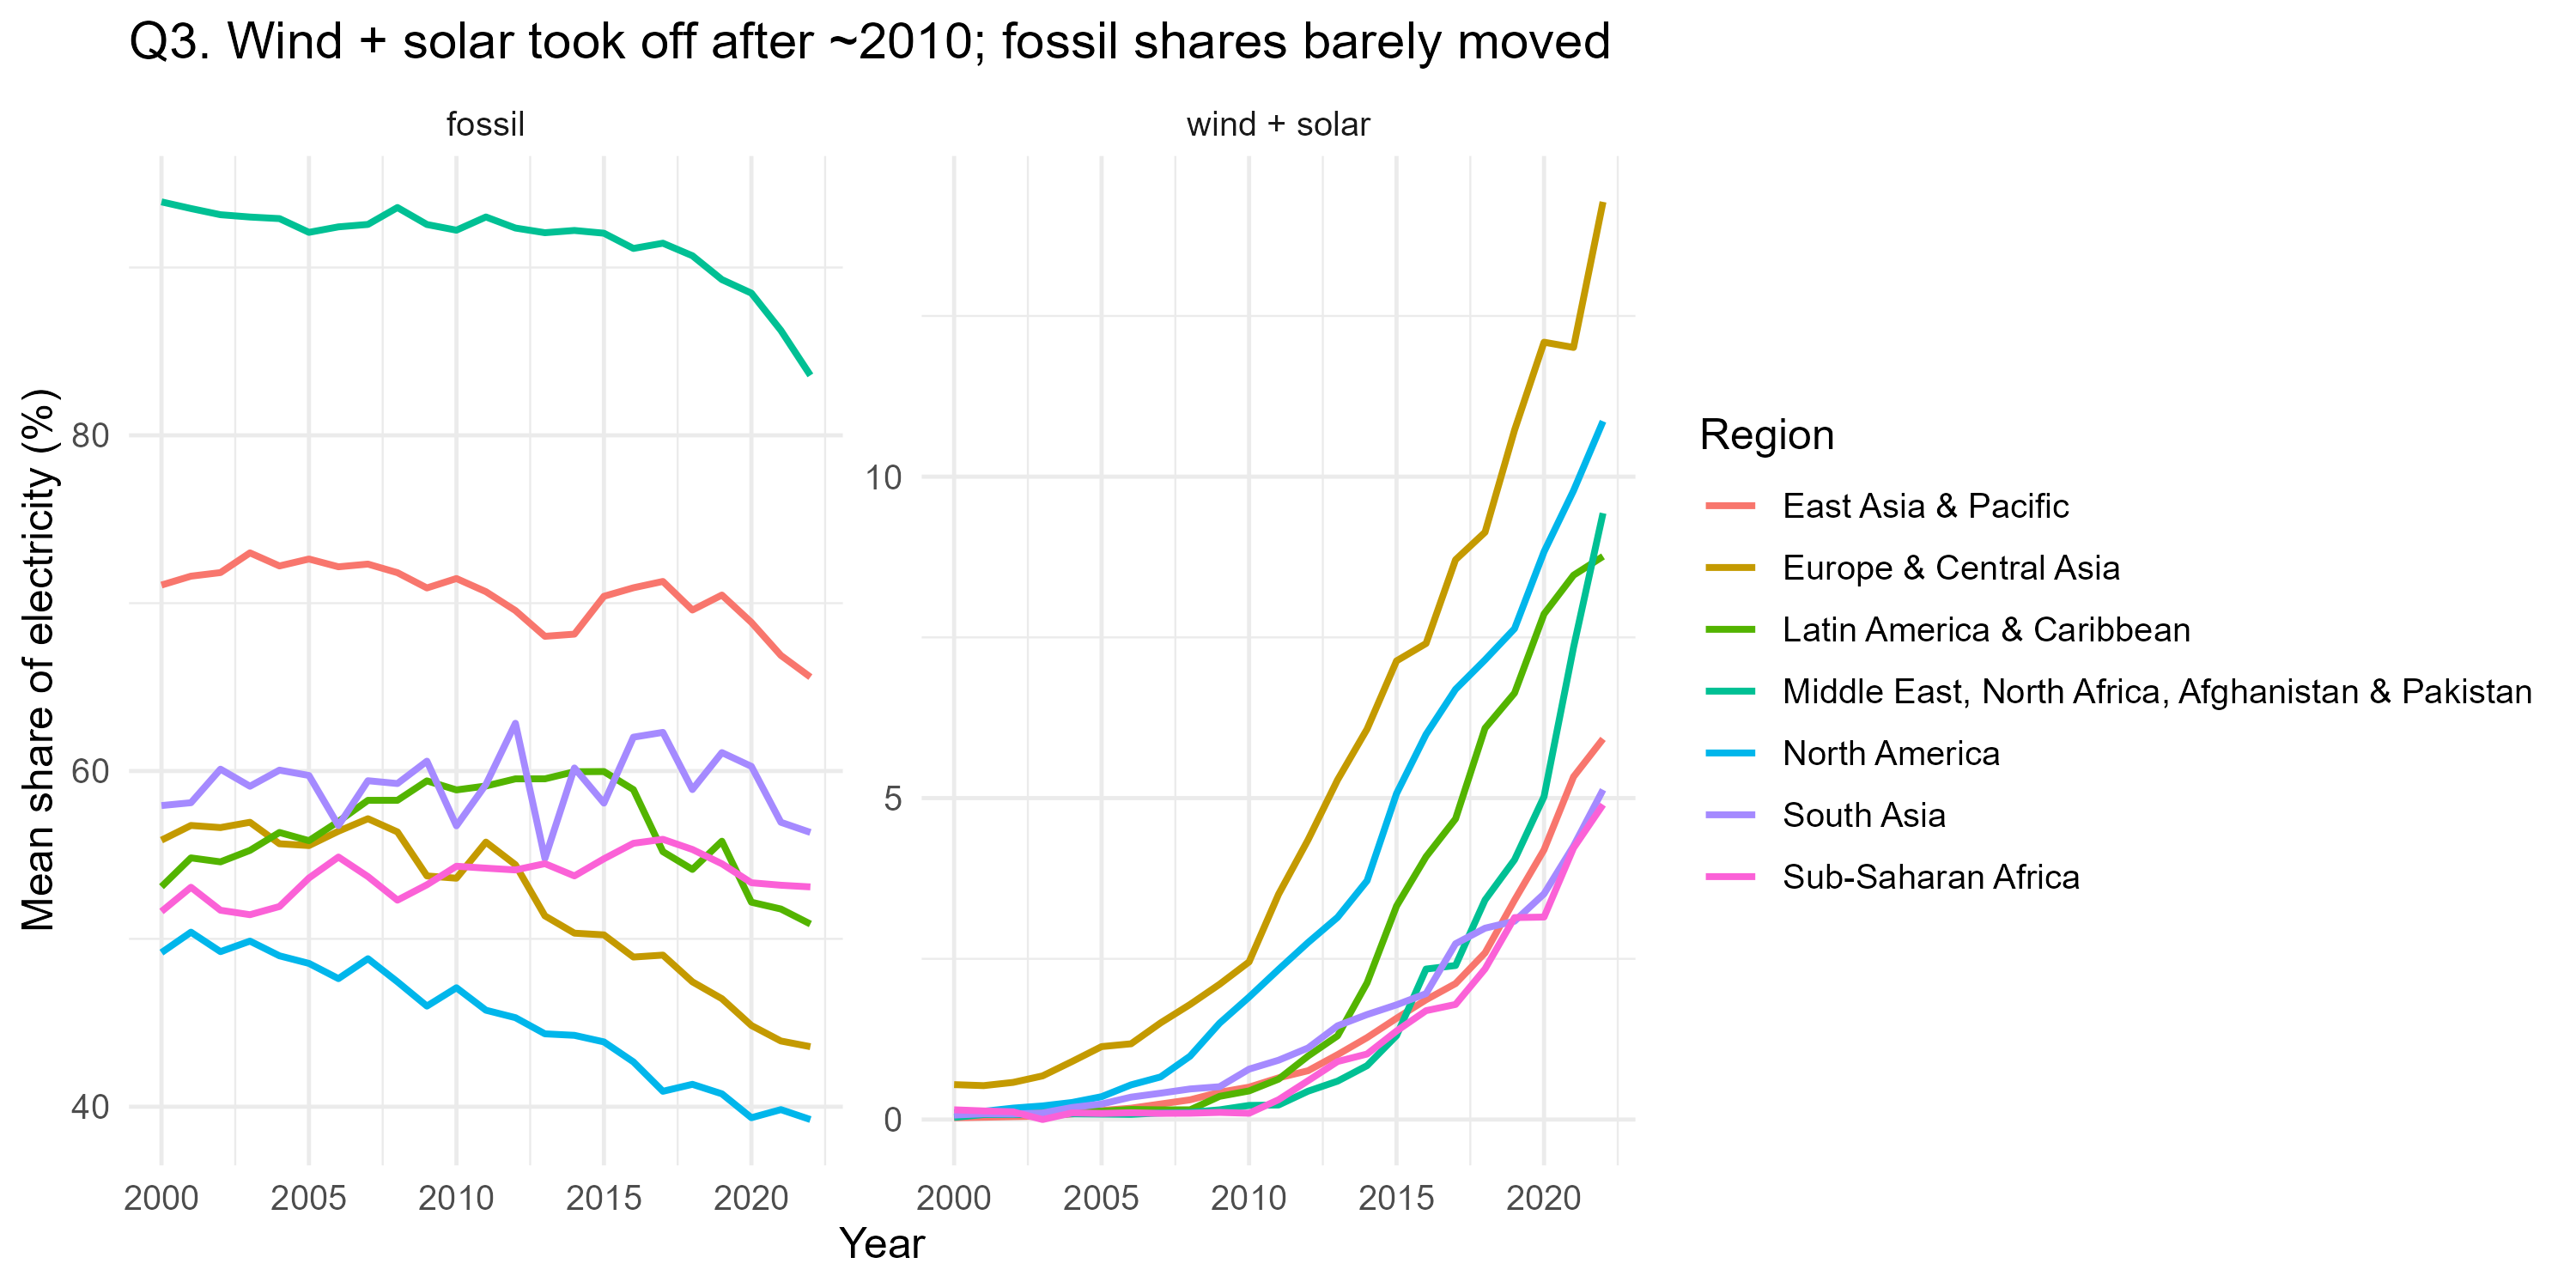 Q3. Wind + solar took off after ~2010; fossil shares barely moved
fossil
wind + solar
Mean share of electricity (%)
80
60
40
10
5
0
2000 2005 2010 2015 2020
2000 2005 2010 2015 2020
Year
Region
East Asia & Pacific
Europe & Central Asia
Latin America & Caribbean
Middle East, North Africa, Afghanistan & Pakistan
North America
South Asia
Sub-Saharan Africa